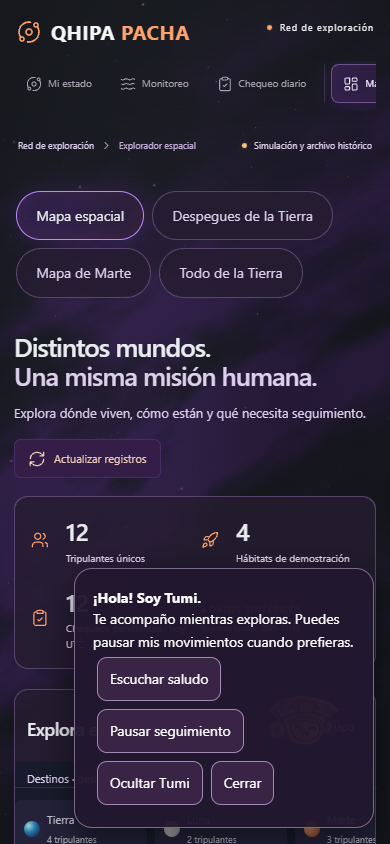 QHIPA PACHA
Red de exploración
Mi estado
Monitoreo
Chequeo diario
Red de exploración
Explorador espacial
Simulación y archivo histórico
Mapa espacial
Despegues de la Tierra
Mapa de Marte
Todo de la Tierra
Distintos mundos.
Una misma misión humana.
Explora dónde viven, cómo están y qué necesita seguimiento.
Actualizar registros
12
Tripulantes únicos
4
Hábitats de demostración
¡Hola! Soy Tumi.
Te acompaño mientras exploras. Puedes
pausar mis movimientos cuando prefieras.
Escuchar saludo
Pausar seguimiento
Ocultar Tumi
Cerrar
Destinos
Tierra
4 tripulantes
Luna
2 tripulantes
Marte
3 tripulantes